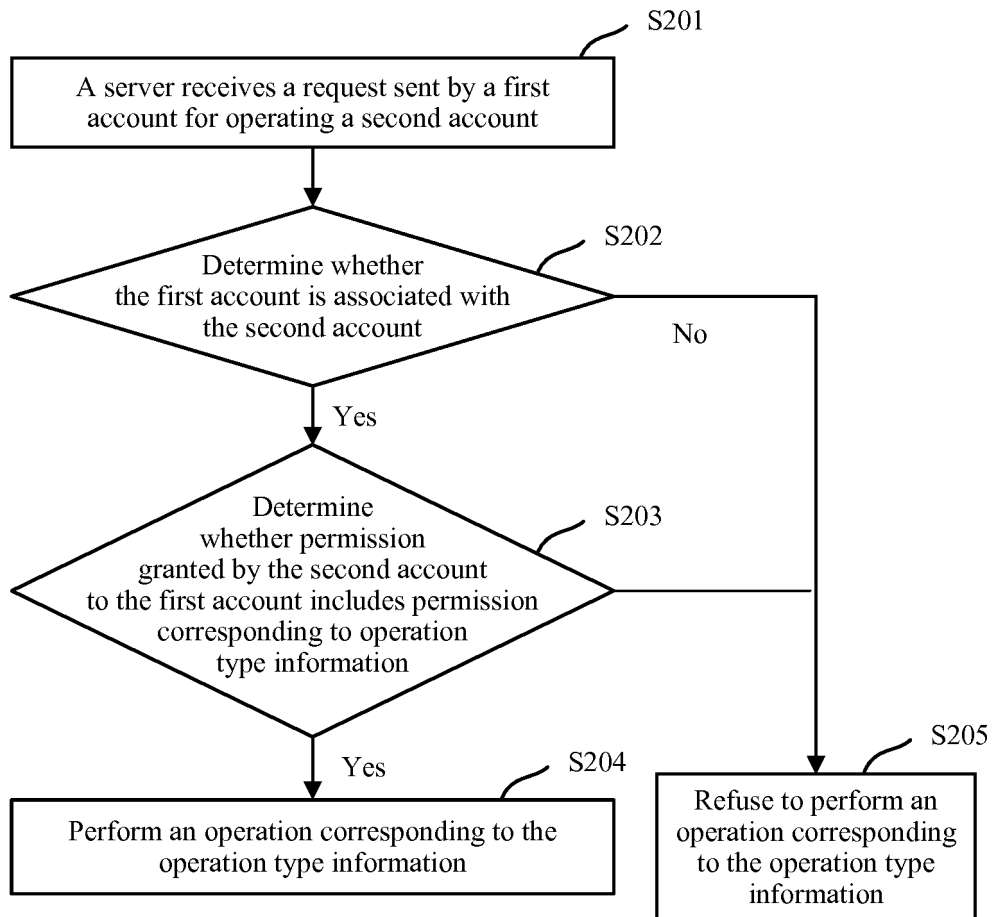 S201
A server receives a request sent by a first
account for operating a second account
S202
Determine whether
the first account is associated with
the second account
No
Yes
S203
Determine
whether permission
granted by the second account
to the first account includes permission
corresponding to operation
type information
Yes
S204
Perform an operation corresponding to the
operation type information
S205
Refuse to perform an
operation corresponding
to the operation type
information